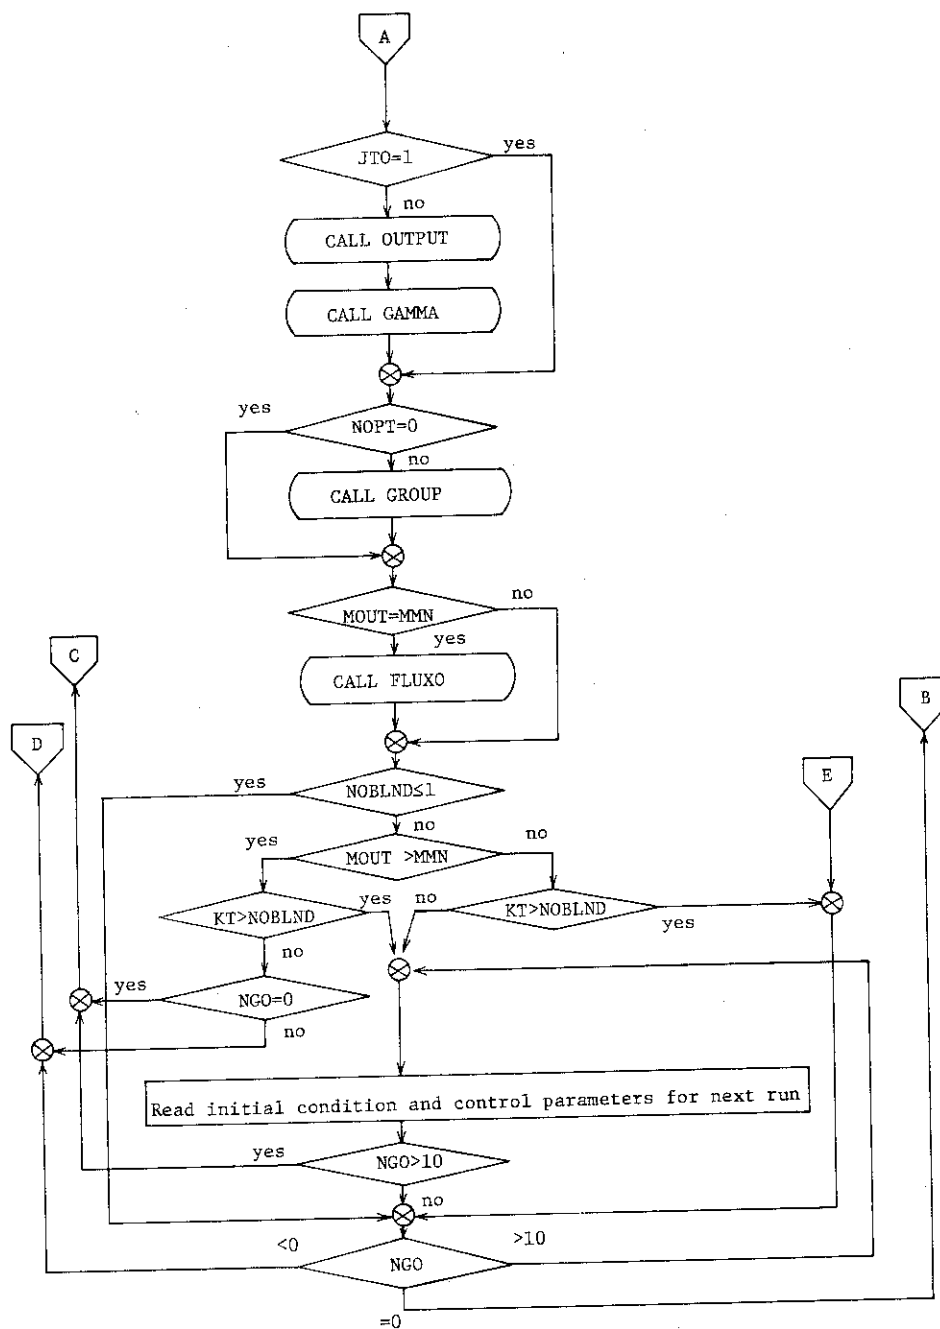 A
yes
JTO=1
no
CALL OUTPUT
CALL GAMMA
yes
NOPT=0
no
CALL GROUP
no
MOUT=MMN
yes
C
CALL FLUXO
B
D
E
yes
NOBLND≤1
no
yes
no
MOUT >MMN
yes
no
KT>NOBLND
KT>NOBLND
yes
no
yes
NGO=0
no
Read initial condition and control parameters for next run
yes
NGO>10
no
<0
>10
NGO
=0